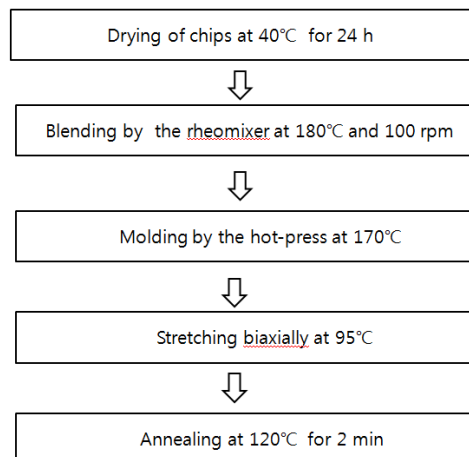 Drying of chips at 40℃ for 24 h
Blending by the rheomixer at 180℃ and 100 rpm
Molding by the hot-press at 170℃
Stretching biaxially at 95℃
Annealing at 120℃ for 2 min